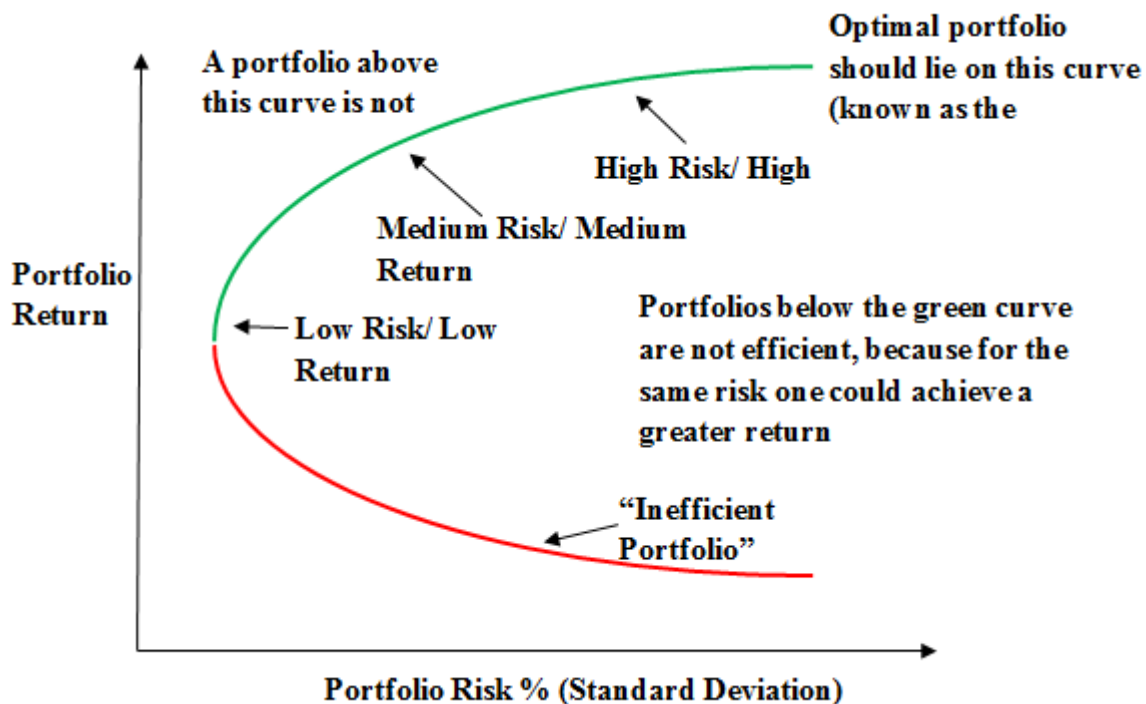 A portfolio above
this curve is not
Optimal portfolio
should lie on this curve
(known as the
High Risk/ High
Medium Risk/ Medium
Return
Portfolio
Return
Low Risk/ Low
Return
Portfolios below the green curve
are not efficient, because for the
same risk one could achieve a
greater return
“Inefficient
Portfolio”
Portfolio Risk % (Standard Deviation)